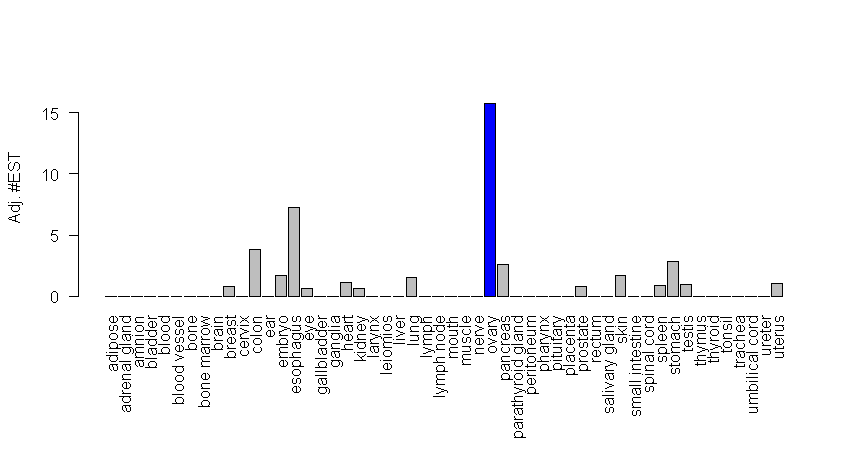 Adj. #EST
15
10
5
0
adipose
adrenal gland
amnion
bladder
blood
blood vessel
bone
bone marrow
brain
breast
cervix
colon
ear
embryo
esophagus
eye
gallbladder
ganglia
heart
kidney
larynx
leiomios
liver
lung
lymph
lymph node
mouth
muscle
nerve
ovary
pancreas
parathyroid gland
peritoneum
pharynx
pituitary
placenta
prostate
rectum
salivary gland
skin
small intestine
spinal cord
spleen
stomach
testis
thymus
thyroid
tonsil
trachea
umbilical cord
ureter
uterus